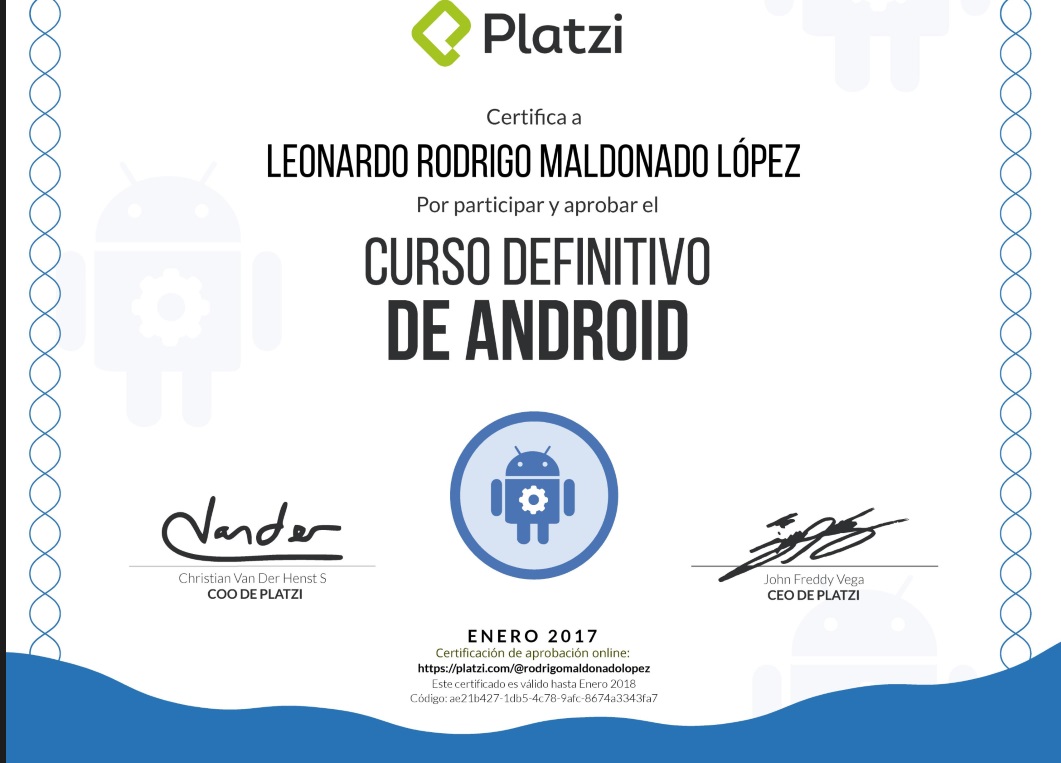 Platzi
Certifica a
LEONARDO RODRIGO MALDONADO LÓPEZ
Por participar y aprobar el
CURSO DEFINITIVO
DE ANDROID
Vander
Christian Van Der Henst S
COO DE PLATZI
John Freddy Vega
CEO DE PLATZI
ENERO 2017
Certificación de aprobación online:
https://platzi.com/@rodrigomaldonadolopez
Este certificado es válido hasta Enero 2018
Código: ae21b427-1db5-4c78-9afc-8674a3343fa7